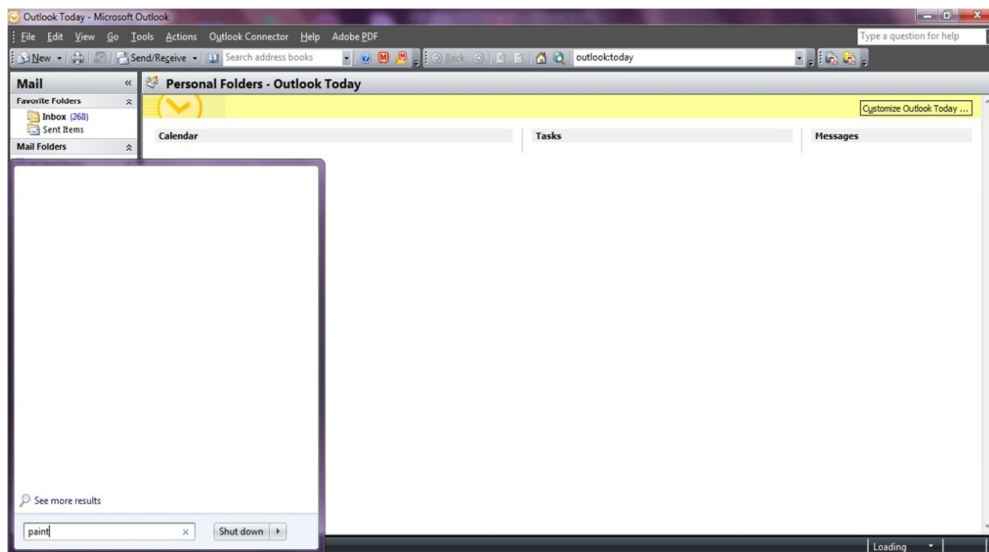 Outlook Today - Microsoft Outlook
File Edit View Go Tools Actions Outlook Connector Help Adobe PDF Type a question for help
New Send/Receive Search address books Back outlook:today
Mail « Personal Folders - Outlook Today
Favorite Folders
Customize Outlook Today ...
Inbox (268)
Sent Items
Calendar Tasks Messages
Mail Folders
See more results
paint Shut down
Loading